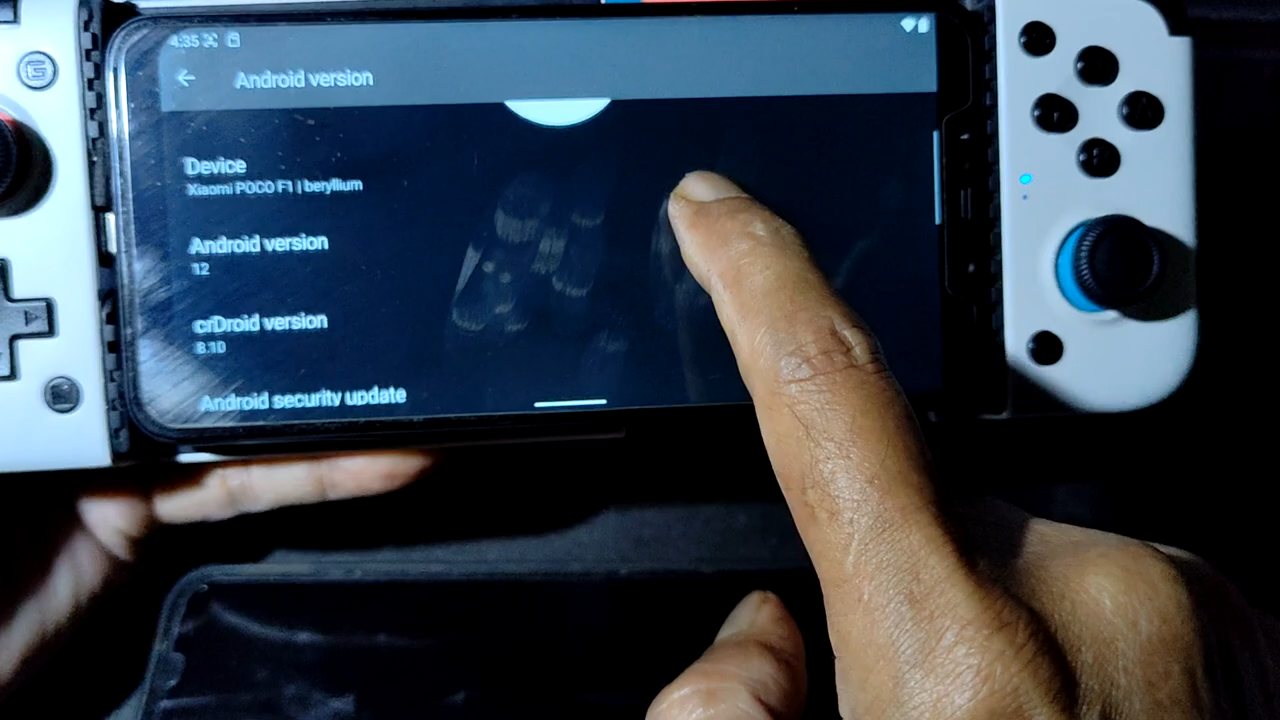 4:35
Android version
Device
Xiaomi POCO F1 | beryllium
Android version
12
crDroid version
8.10
Android security update